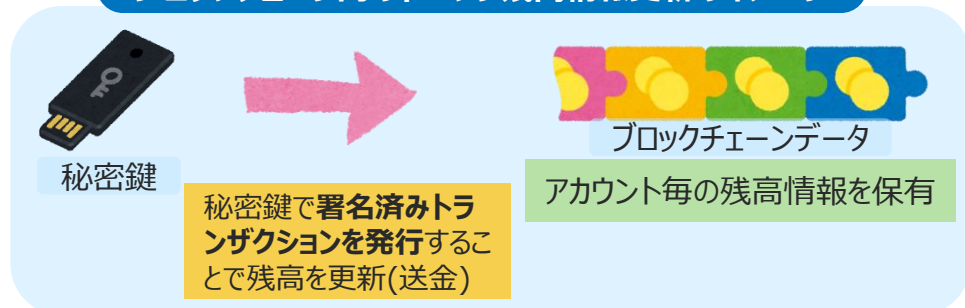 秘密鍵
秘密鍵で署名済みトラ
ンザクションを発行するこ
とで残高を更新(送金)
ブロックチェーンデータ
アカウント毎の残高情報を保有